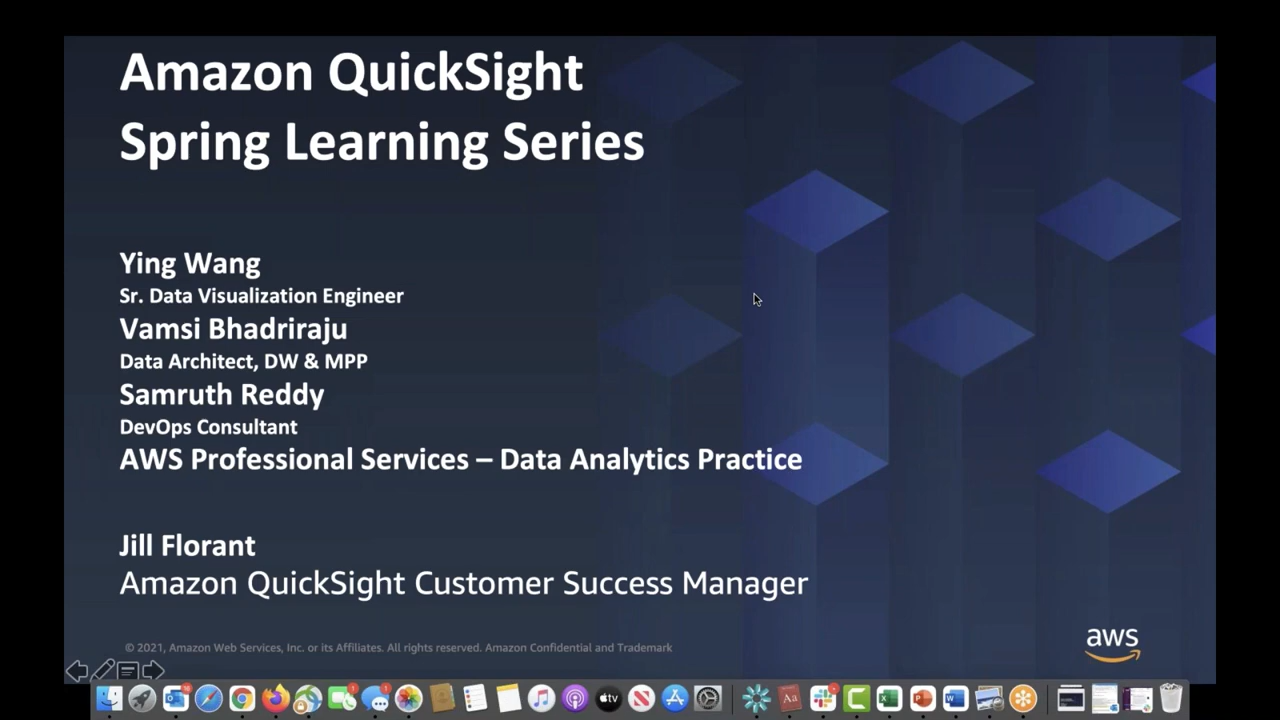 Amazon QuickSight
Spring Learning Series
Ying Wang
Sr. Data Visualization Engineer
Vamsi Bhadriraju
Data Architect, DW & MPP
Samruth Reddy
DevOps Consultant
AWS Professional Services – Data Analytics Practice
Jill Florant
Amazon QuickSight Customer Success Manager
© 2021, Amazon Web Services, Inc. or its Affiliates. All rights reserved. Amazon Confidential and Trademark
aws